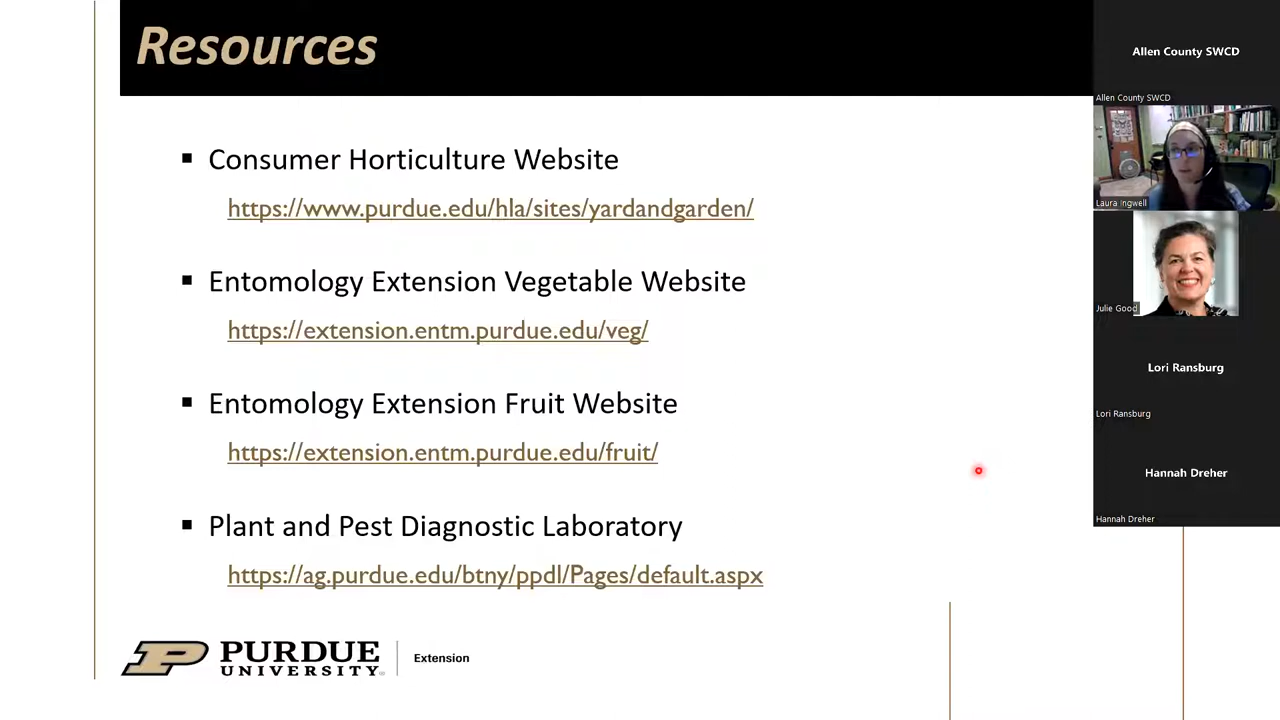 Resources
Consumer Horticulture Website
https://www.purdue.edu/hla/sites/yardandgarden/
Entomology Extension Vegetable Website
https://extension.entm.purdue.edu/veg/
Entomology Extension Fruit Website
https://extension.entm.purdue.edu/fruit/
Plant and Pest Diagnostic Laboratory
https://ag.purdue.edu/btny/ppdl/Pages/default.aspx
PURDUE
UNIVERSITY®
Extension
Allen County SWCD
Allen County SWCD
Laura Ingwell
Julie Good
Lori Ransburg
Lori Ransburg
Hannah Dreher
Hannah Dreher